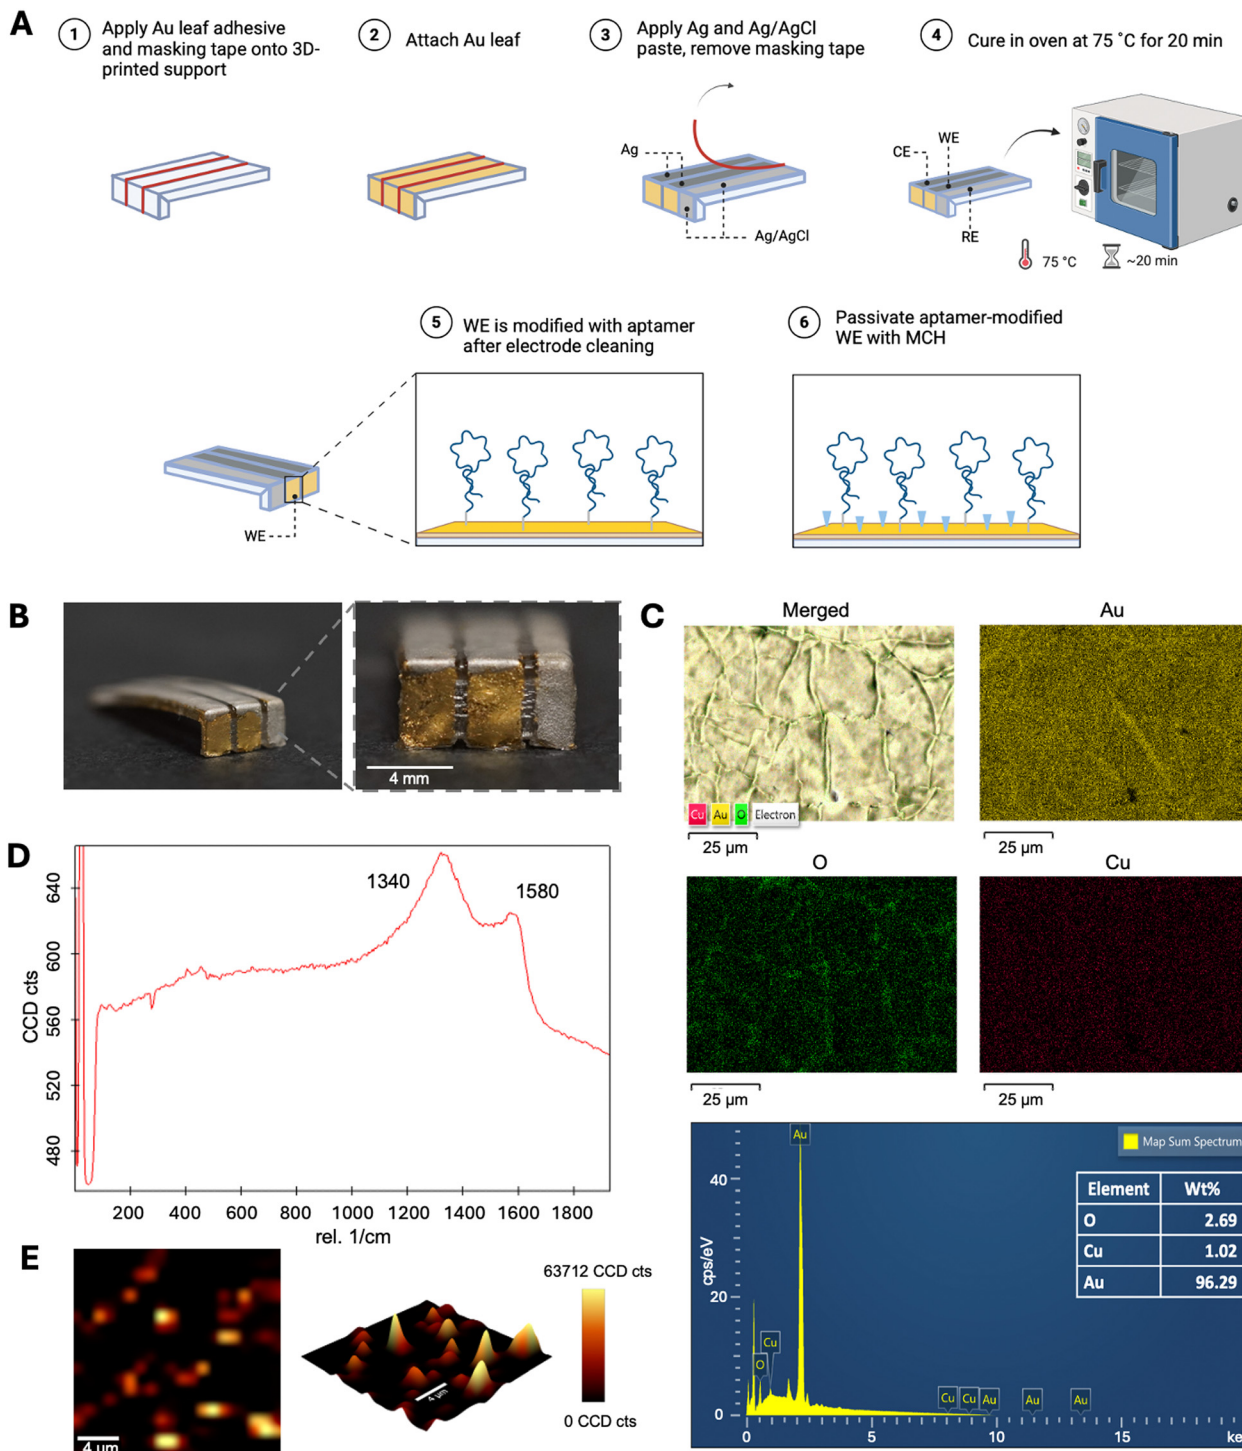 A
1
Apply Au leaf adhesive
and masking tape onto 3D-
printed support
2
Attach Au leaf
3
Apply Ag and Ag/AgCl
paste, remove masking tape
4
Cure in oven at 75 ˚C for 20 min
Ag
Ag/AgCl
CE
WE
RE
75 ˚C
~20 min
5
WE is modified with aptamer
after electrode cleaning
6
Passivate aptamer-modified
WE with MCH
WE
B
4 mm
C
Merged
Au
Cu
Au
O
Electron
25 µm
25 µm
O
Cu
25 µm
25 µm
D
CCD cts
640
600
560
520
480
1340
1580
200
400
600
800
1000
1200
1400
1600
1800
rel. 1/cm
Au
Map Sum Spectrum
cps/eV
40
20
0
Element Wt%
O 2.69
Cu 1.02
Au 96.29
O
Cu
Cu
Cu
Au
Au
Au
0
5
10
15
ke
E
4 µm
4 µm
63712 CCD cts
0 CCD cts